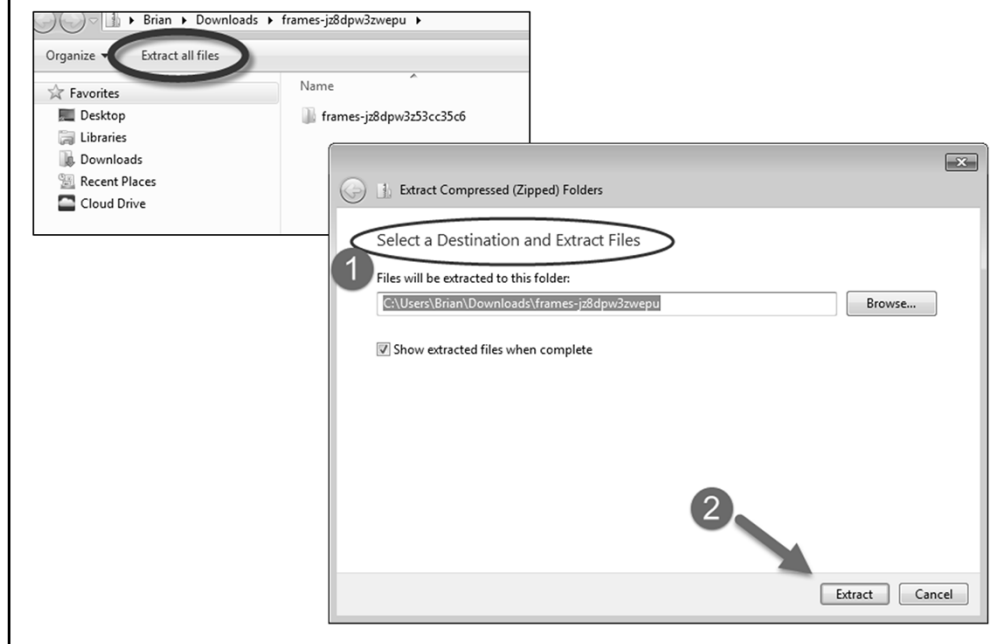 Brian Downloads frames-jz8dpw3zwepu
Organize Extract all files
Favorites
Desktop
Libraries
Downloads
Recent Places
Cloud Drive
Name
frames-jz8dpw3z53cc35c6
Extract Compressed (Zipped) Folders
Select a Destination and Extract Files
1
Files will be extracted to this folder:
C:\Users\Brian\Downloads\frames-jz8dpw3zwepu Browse...
Show extracted files when complete
2
Extract Cancel